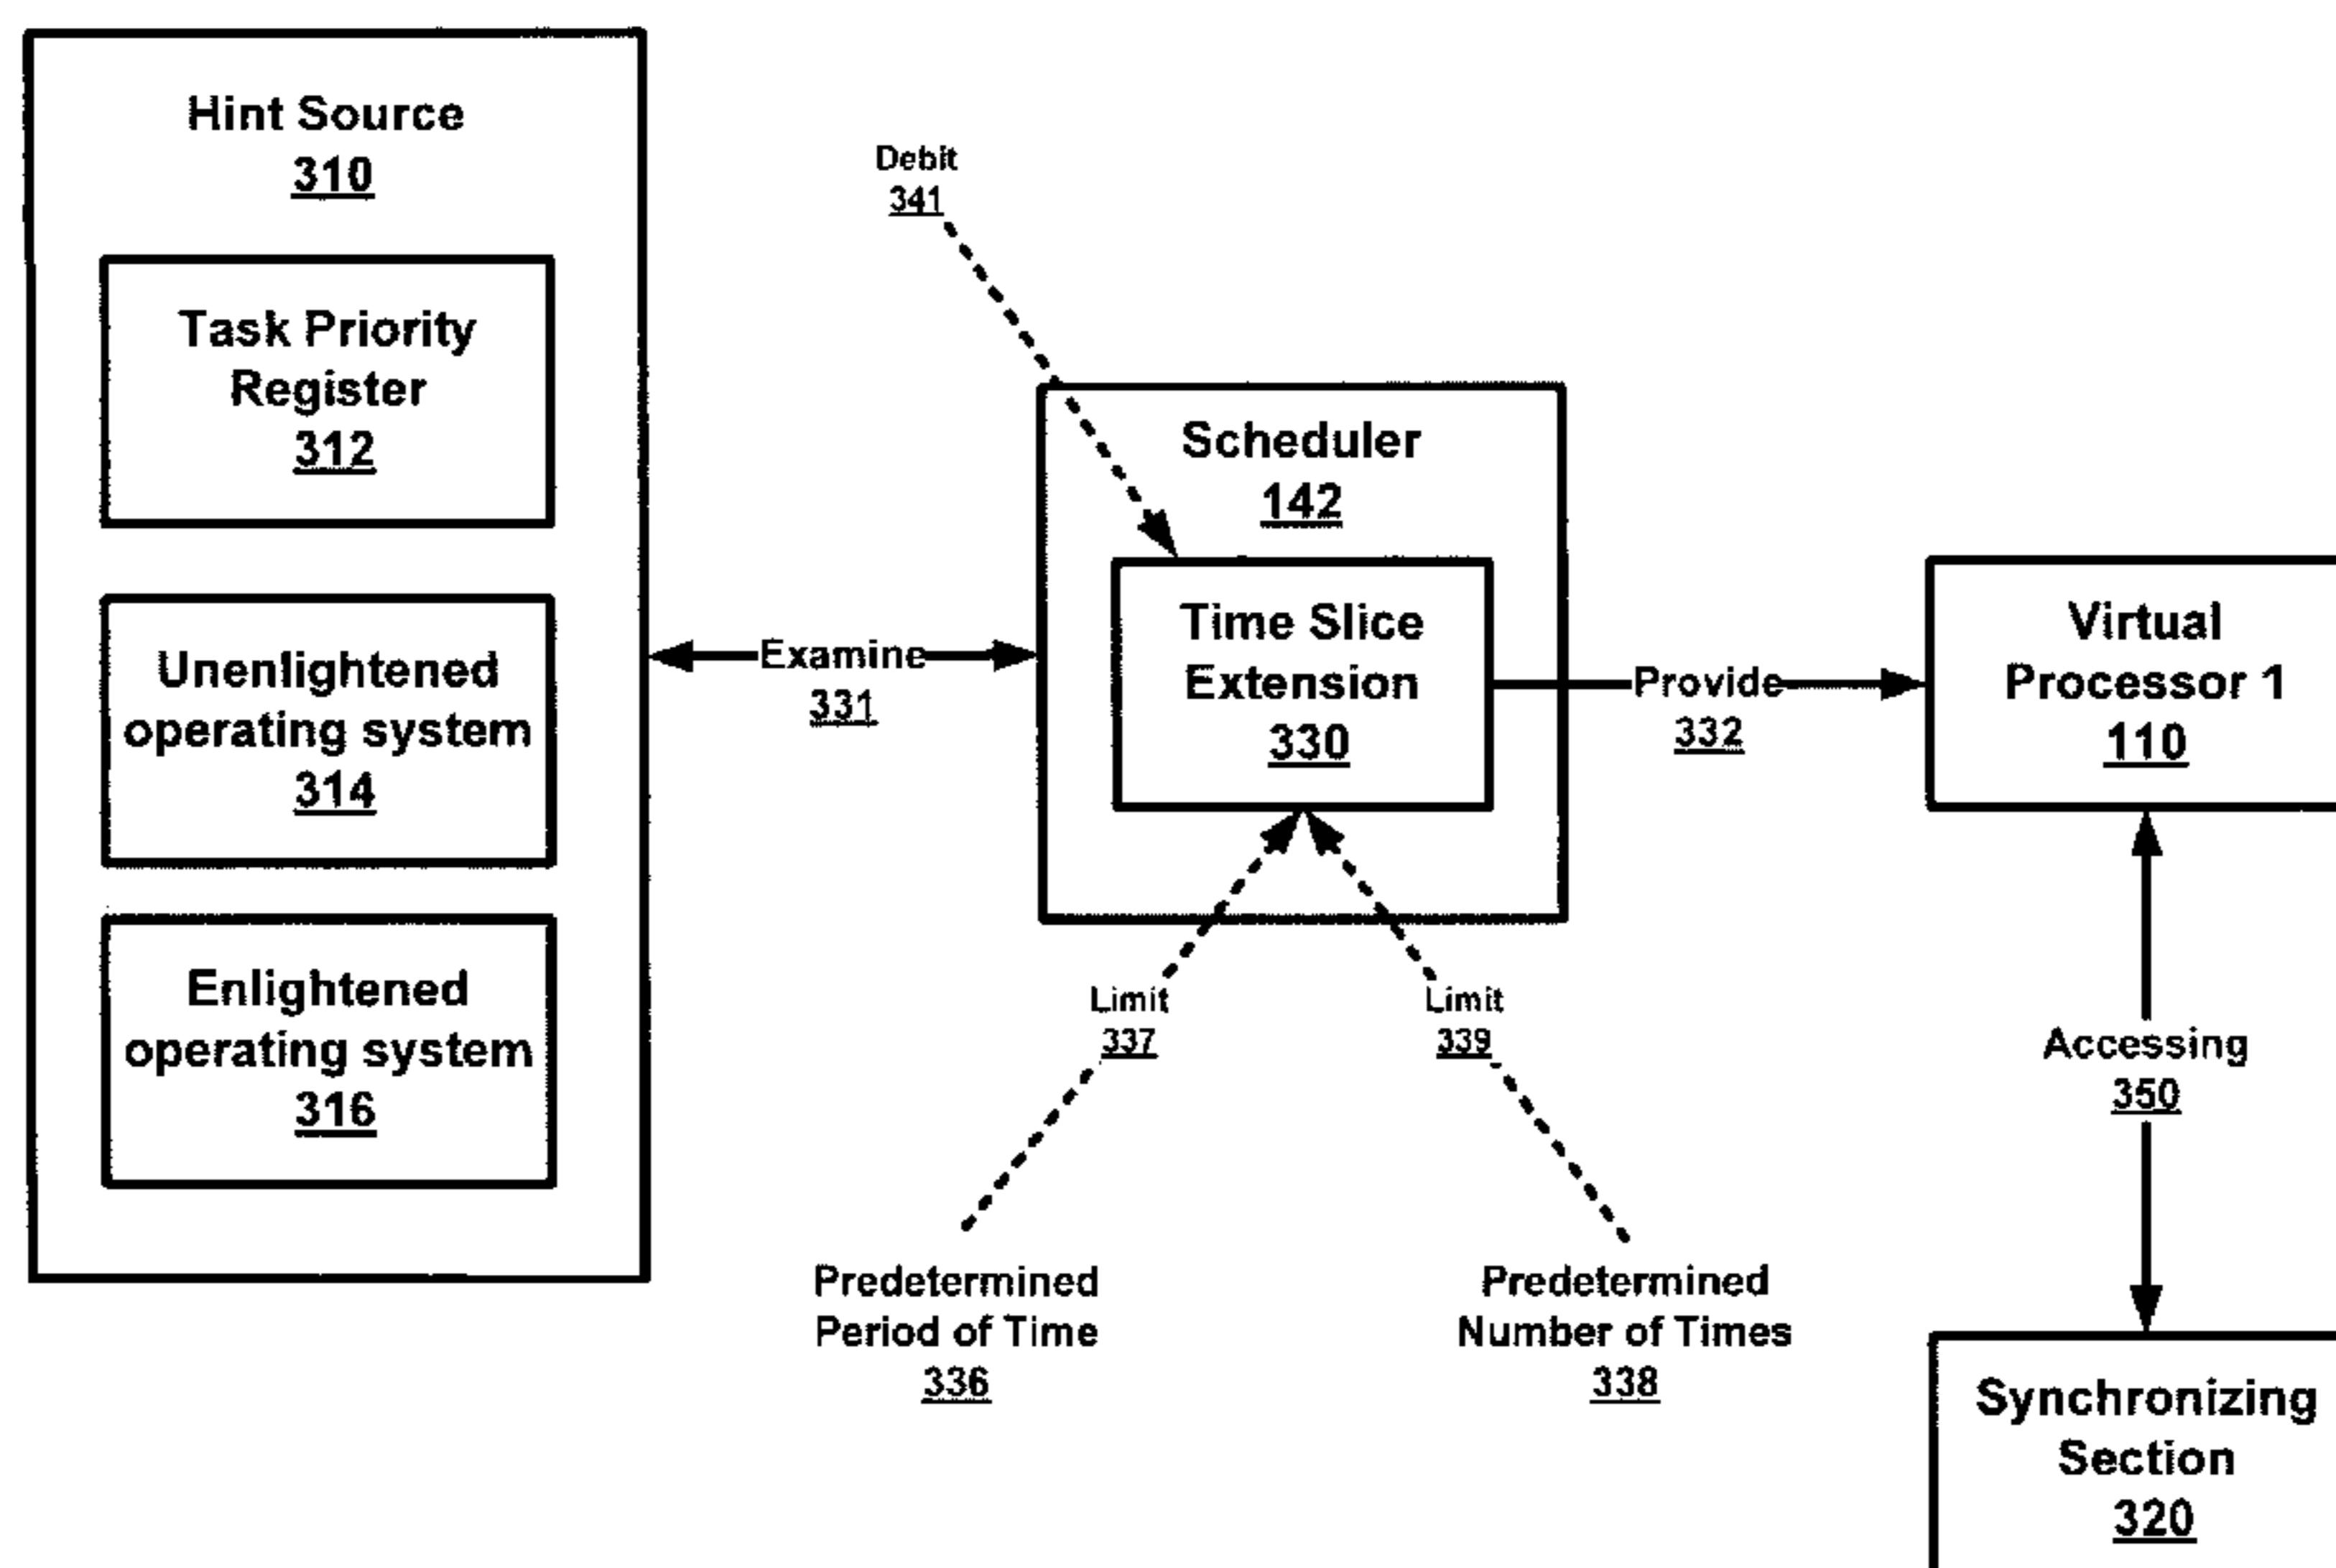 Hint Source
310
Task Priority
Register
312
Unenlightened
operating system
314
Enlightened
operating system
316
Debit
341
Examine
331
Scheduler
142
Time Slice
Extension
330
Limit
337
Limit
339
Predetermined
Period of Time
336
Predetermined
Number of Times
338
Provide
332
Virtual
Processor 1
110
Accessing
350
Synchronizing
Section
320